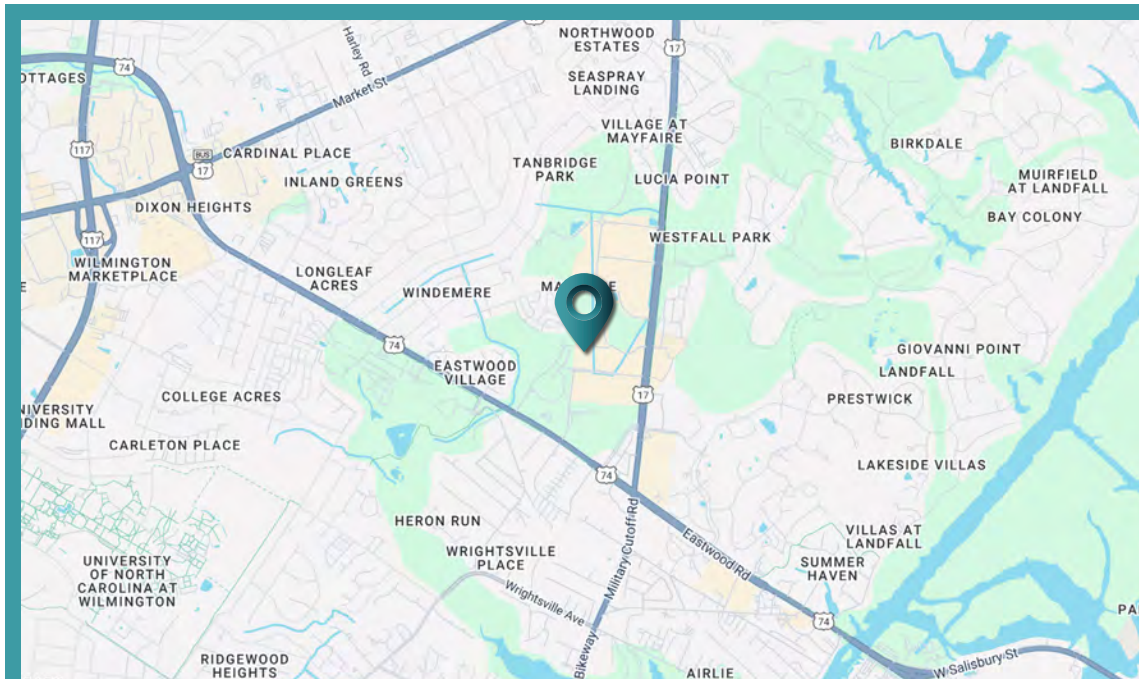 NORTHWOOD
ESTATES
17
Harley Rd
74
OTTAGES
SEASPRAY
LANDING
Market St
VILLAGE AT
MAYFAIRE
BIRKDALE
117
BUS
17
CARDINAL PLACE
TANBRIDGE
PARK
INLAND GREENS
LUCIA POINT
MUIRFIELD
AT LANDFALL
DIXON HEIGHTS
BAY COLONY
117
WESTFALL PARK
WILMINGTON
MARKETPLACE
LONGLEAF
ACRES
WINDEMERE
MA
E
E
74
GIOVANNI POINT
EASTWOOD
VILLAGE
LANDFALL
COLLEGE ACRES
17
PRESTWICK
NIVERSITY
DING MALL
CARLETON PLACE
LAKESIDE VILLAS
74
HERON RUN
Military Cutoff Rd
Eastwood Rd
VILLAS AT
LANDFALL
WRIGHTSVILLE
PLACE
SUMMER
HAVEN
UNIVERSITY
OF NORTH
CAROLINA AT
WILMINGTON
Wrightsville Ave
PA
74
Bikeway
RIDGEWOOD
HEIGHTS
AIRLIE
W Salisbury St